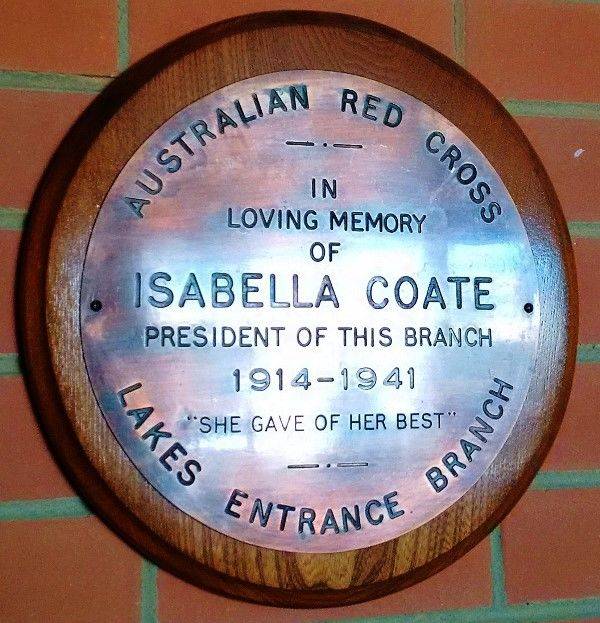 AUSTRALIAN RED CROSS
IN
LOVING MEMORY
OF
ISABELLA COATE
PRESIDENT OF THIS BRANCH
1914-1941
"SHE GAVE OF HER BEST"
LAKES ENTRANCE BRANCH